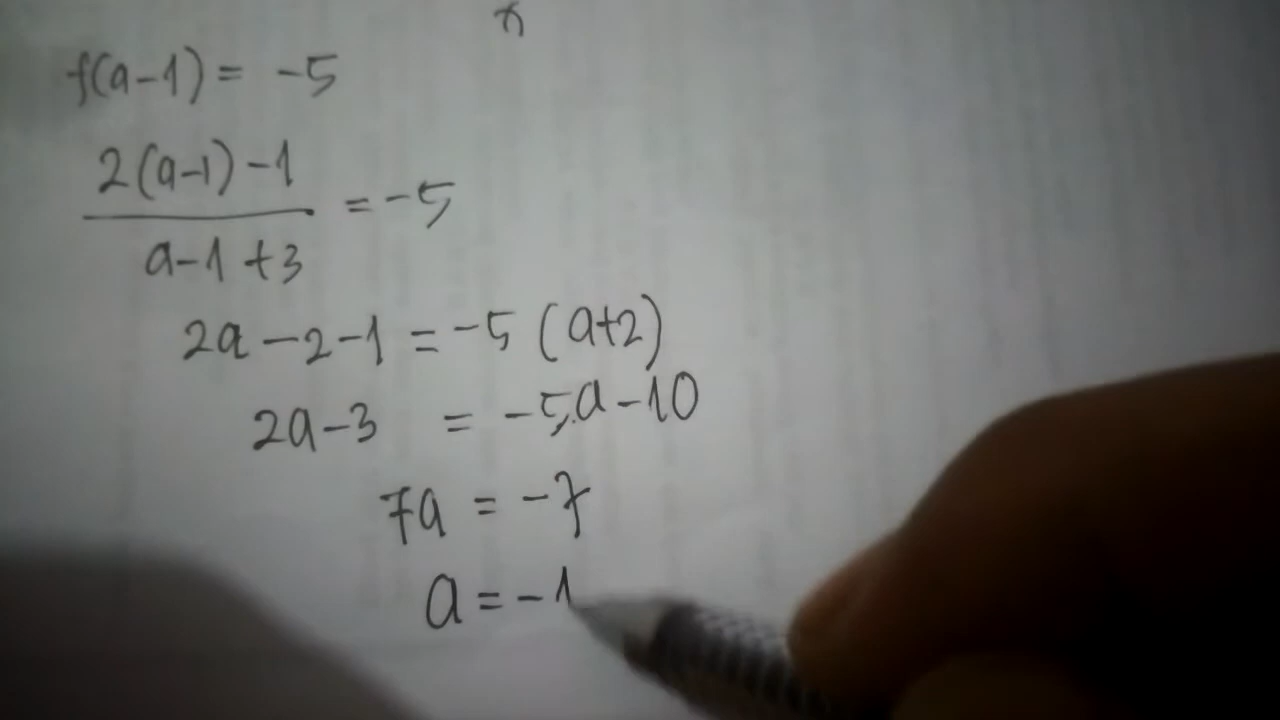 f(a-1) = -5
2(a-1) -1
a-1 +3
= -5
2a -2 -1 = -5 (a+2)
2a-3 = -5a -10
7a = -7
a = -1